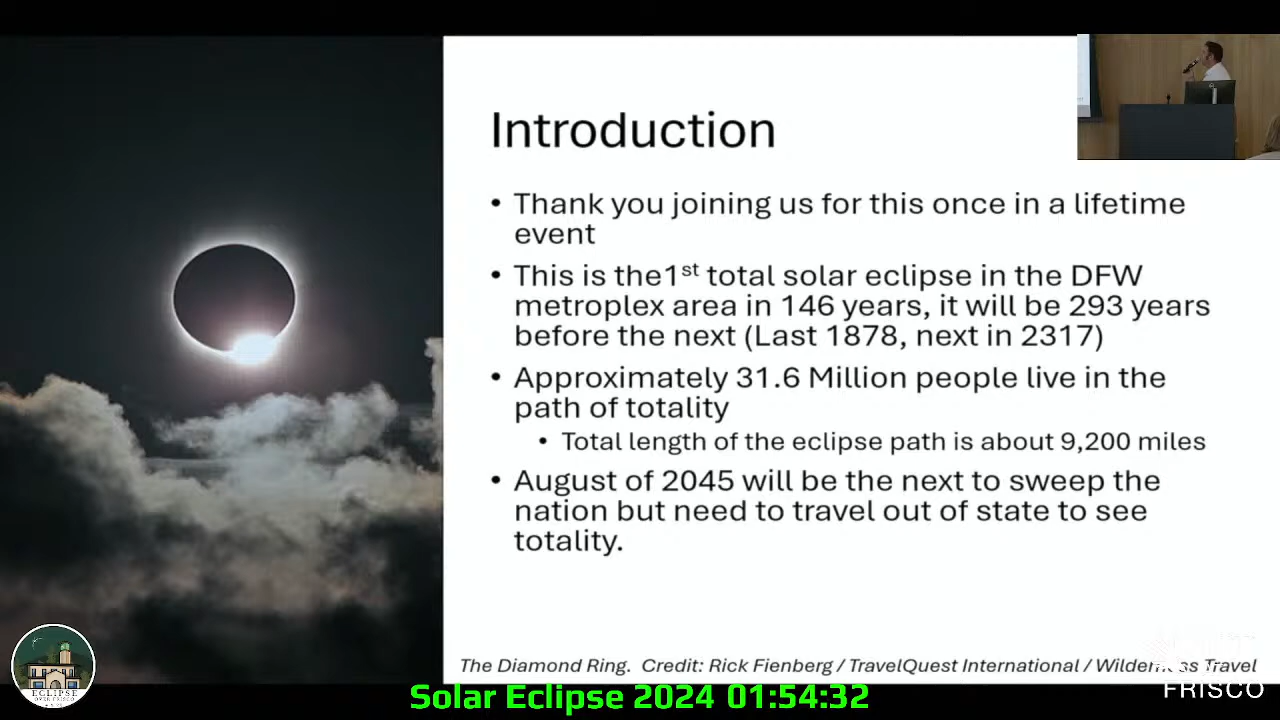 Introduction
• Thank you joining us for this once in a lifetime
event
• This is the1st total solar eclipse in the DFW
metroplex area in 146 years, it will be 293 years
before the next (Last 1878, next in 2317)
• Approximately 31.6 Million people live in the
path of totality
• Total length of the eclipse path is about 9,200 miles
• August of 2045 will be the next to sweep the
nation but need to travel out of state to see
totality.
The Diamond Ring. Credit: Rick Fienberg / TravelQuest International / Wilderness Travel
ECLIPSE
OVER FRISCO
FRISCO
Solar Eclipse 2024 01:54:32